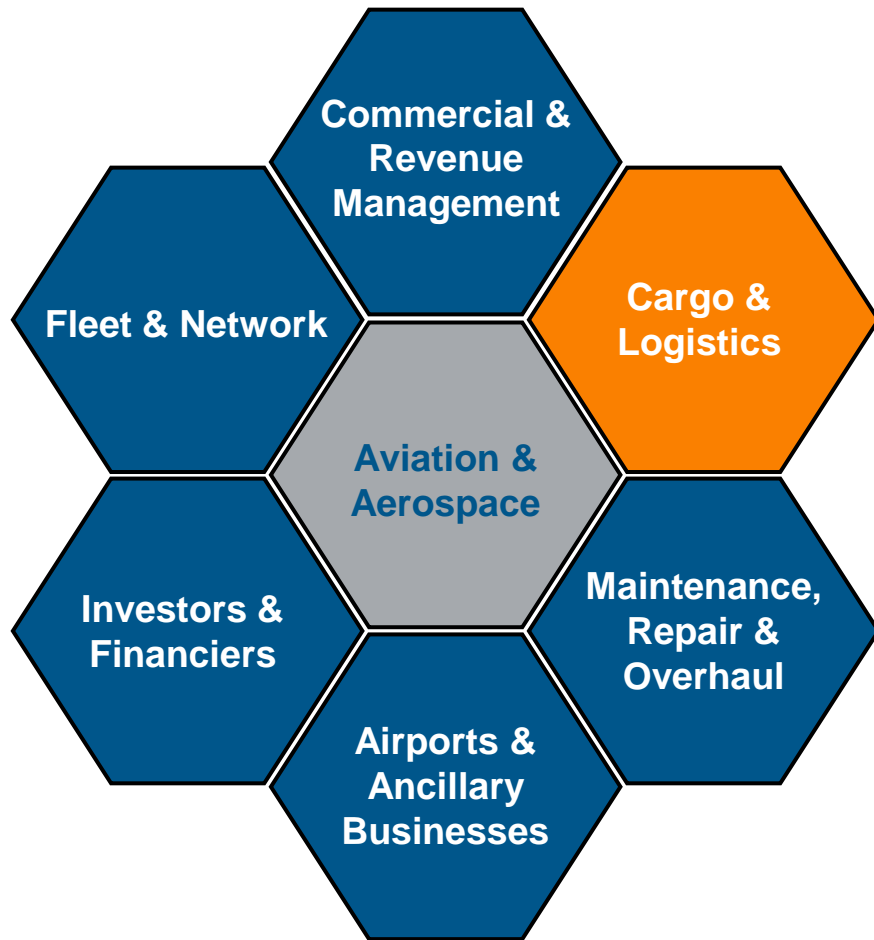 Commercial &
Revenue
Management
Fleet & Network
Cargo &
Logistics
Aviation &
Aerospace
Investors &
Financiers
Maintenance,
Repair &
Overhaul
Airports &
Ancillary
Businesses